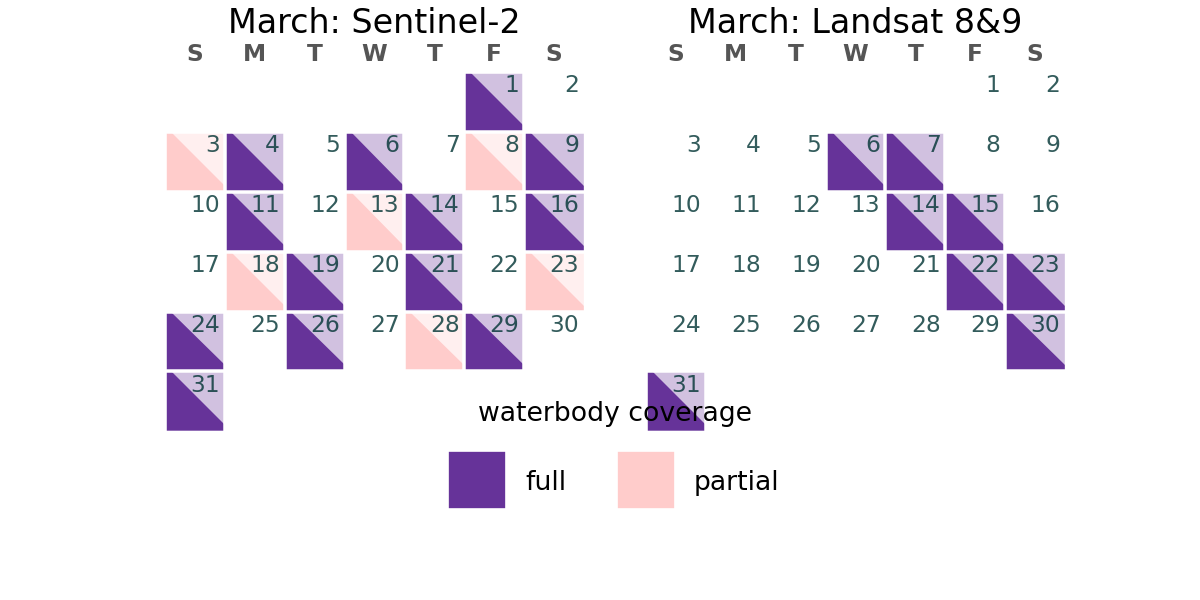 March: Sentinel-2
S M T W T F S
1 2
3 4 5 6 7 8 9
10 11 12 13 14 15 16
17 18 19 20 21 22 23
24 25 26 27 28 29 30
31
March: Landsat 8&9
S M T W T F S
1 2
3 4 5 6 7 8 9
10 11 12 13 14 15 16
17 18 19 20 21 22 23
24 25 26 27 28 29 30
31
waterbody coverage
full partial